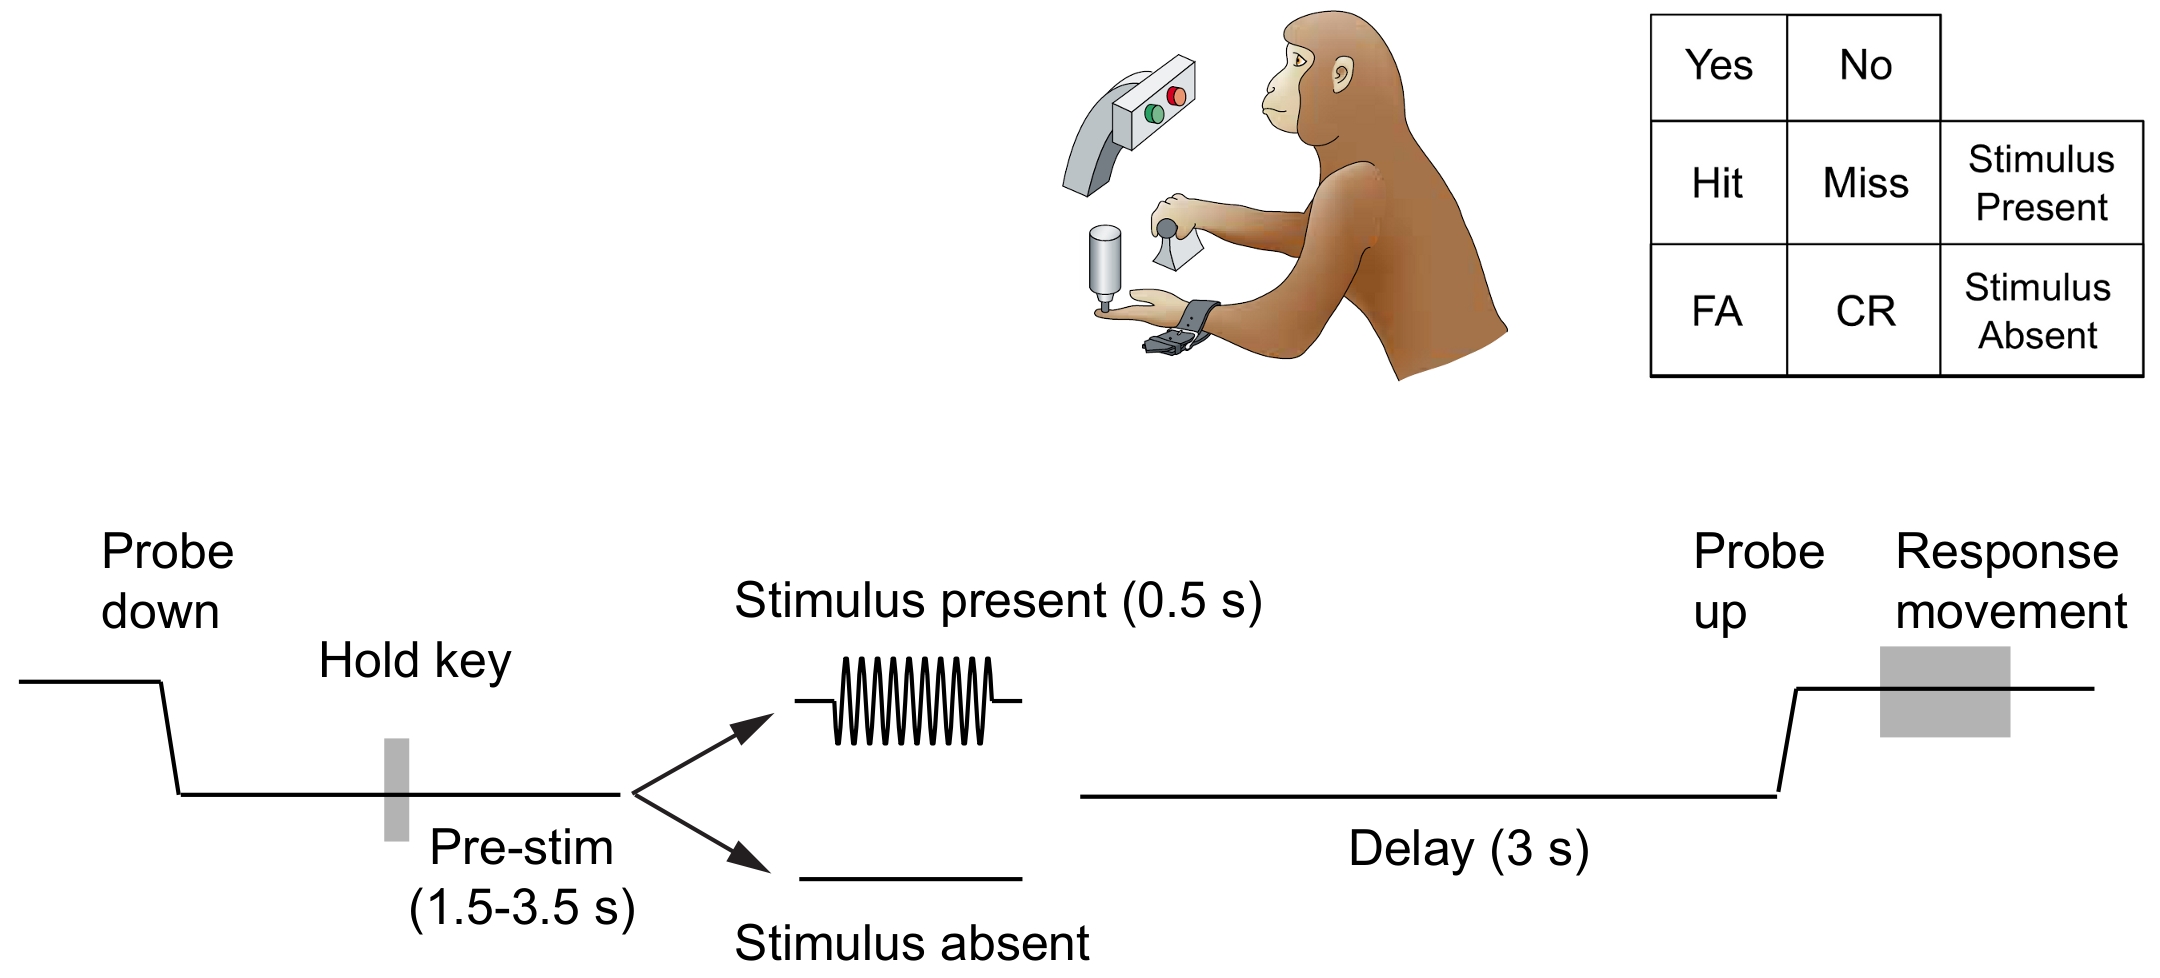 Yes No
Hit Miss Stimulus
Present
FA CR Stimulus
Absent
Probe
down
Hold key
Pre-stim
(1.5-3.5 s)
Stimulus present (0.5 s)
Stimulus absent
Delay (3 s)
Probe
up
Response
movement